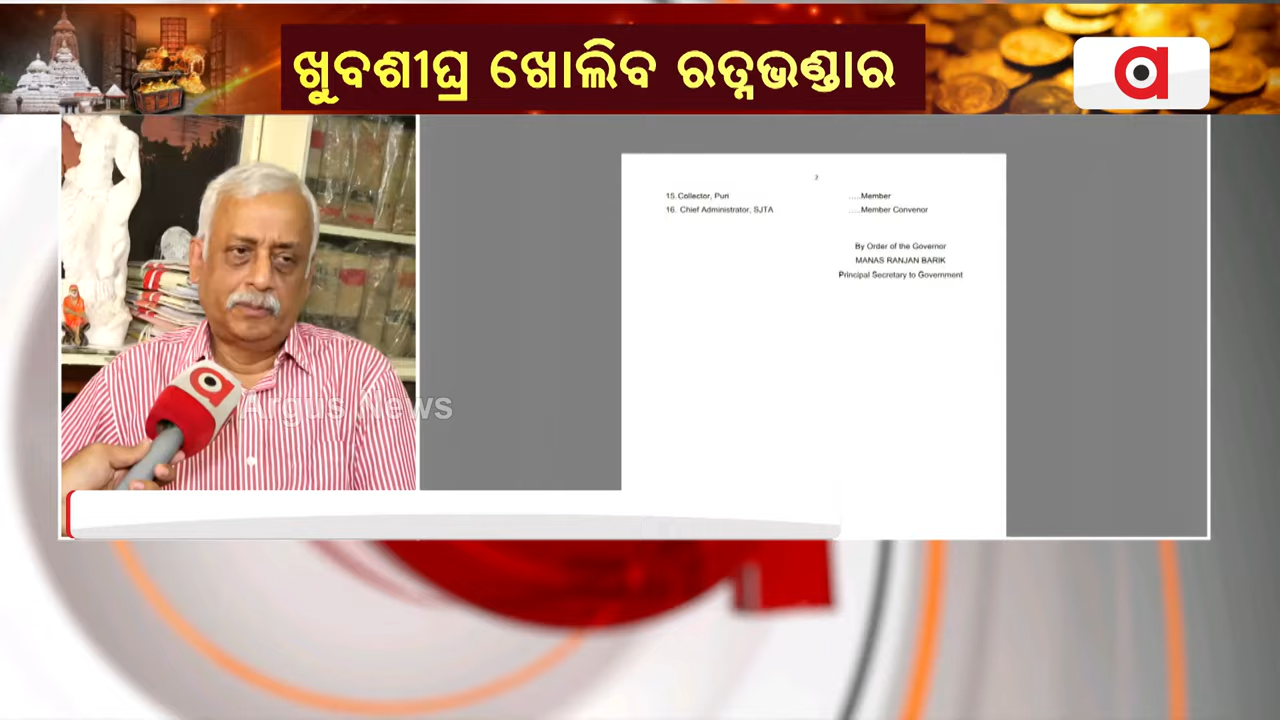 ଖୁବଶୀଘ୍ର ଖୋଲିବ ରତ୍ନଭଣ୍ଡାର
a
a
Argus News
2
15. Collector, Puri .....Member
16. Chief Administrator, SJTA .....Member Convenor
By Order of the Governor
MANAS RANJAN BARIK
Principal Secretary to Government